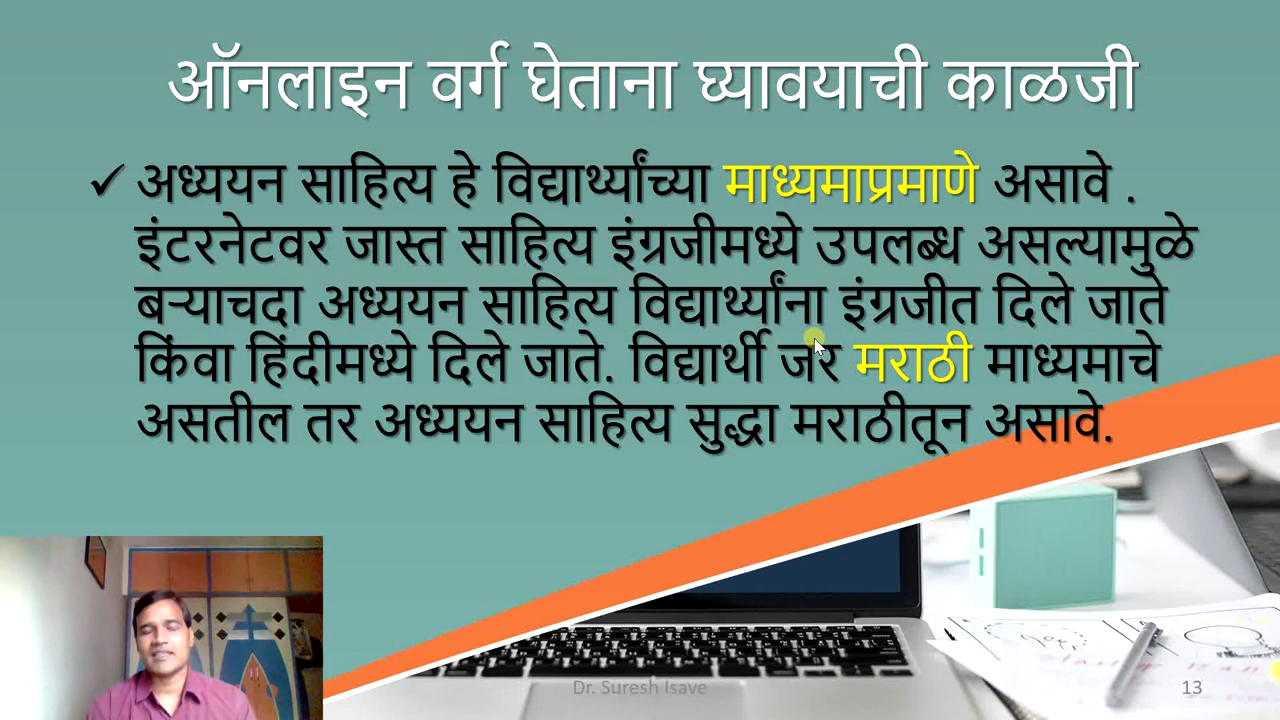 ऑनलाइन वर्ग घेताना घ्यावयाची काळजी
✓ अध्ययन साहित्य हे विद्यार्थ्यांच्या माध्यमाप्रमाणे असावे .
इंटरनेटवर जास्त साहित्य इंग्रजीमध्ये उपलब्ध असल्यामुळे
बऱ्याचदा अध्ययन साहित्य विद्यार्थ्यांना इंग्रजीत दिले जाते
किंवा हिंदीमध्ये दिले जाते. विद्यार्थी जर मराठी माध्यमाचे
असतील तर अध्ययन साहित्य सुद्धा मराठीतून असावे.
Dr. Suresh Isave
13